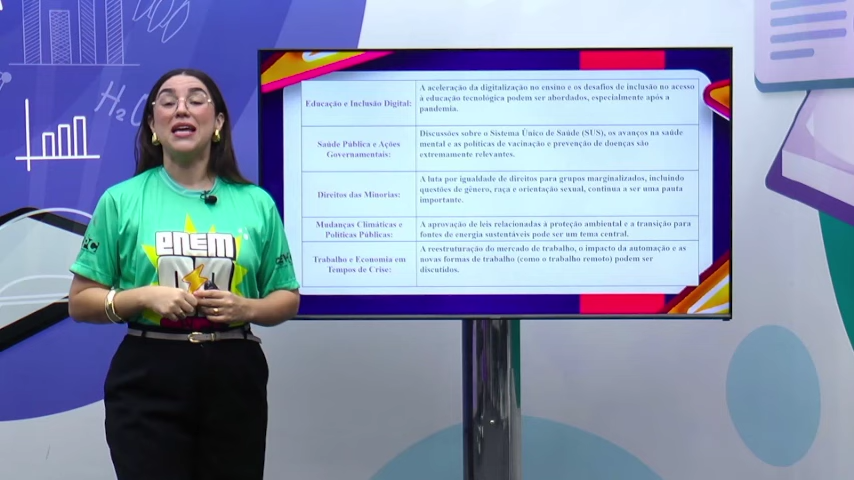 H₂O
Educação e Inclusão Digital:
A aceleração da digitalização no ensino e os desafios de inclusão no acesso
à educação tecnológica podem ser abordados, especialmente após a
pandemia.
Saúde Pública e Ações
Governamentais:
Discussões sobre o Sistema Único de Saúde (SUS), os avanços na saúde
mental e as políticas de vacinação e prevenção de doenças são
extremamente relevantes.
Direitos das Minorias:
A luta por igualdade de direitos para grupos marginalizados, incluindo
questões de gênero, raça e orientação sexual, continua a ser uma pauta
importante.
Mudanças Climáticas e
Políticas Públicas:
A aprovação de leis relacionadas à proteção ambiental e a transição para
fontes de energia sustentáveis pode ser um tema central.
Trabalho e Economia em
Tempos de Crise:
A reestruturação do mercado de trabalho, o impacto da automação e as
novas formas de trabalho (como o trabalho remoto) podem ser
discutidos.
ENEM